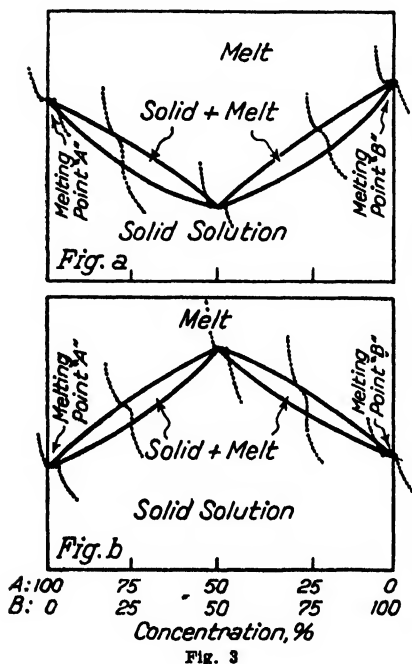 Melt
Solid + Melt
Melting
Point "A"
Melting
Point "B"
Solid Solution
Fig. a
Melt
Melting
Point "A"
Melting
Point "B"
Solid + Melt
Solid Solution
Fig. b
A: 100 75 50 25 0
B: 0 25 50 75 100
Concentration, %
Fig. 3